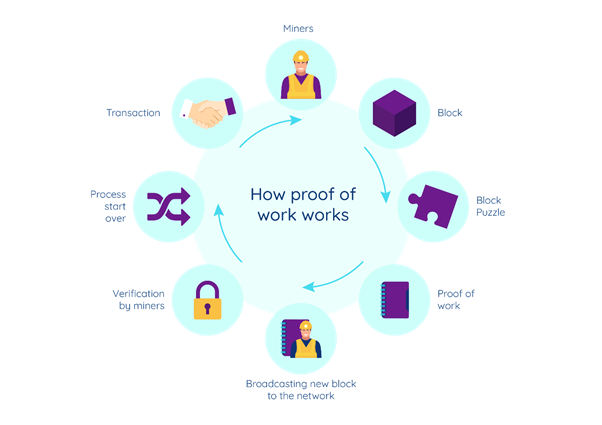 Miners
Transaction
Block
How proof of
work works
Process
start
over
Block
Puzzle
Verification
by miners
Proof of
work
Broadcasting new block
to the network